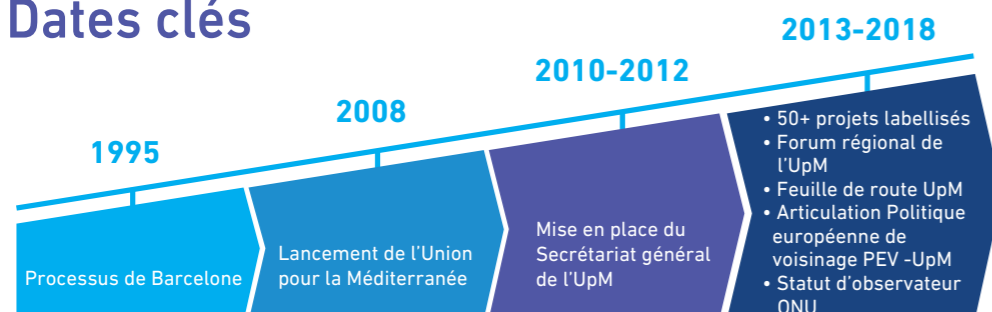 Dates clés
1995
Processus de Barcelone
2008
Lancement de l'Union
pour la Méditerranée
2010-2012
Mise en place du
Secrétariat général
de l'UpM
2013-2018
• 50+ projets labellisés
• Forum régional de
l'UpM
• Feuille de route UpM
• Articulation Politique
européenne de
voisinage PEV -UpM
• Statut d'observateur
ONU